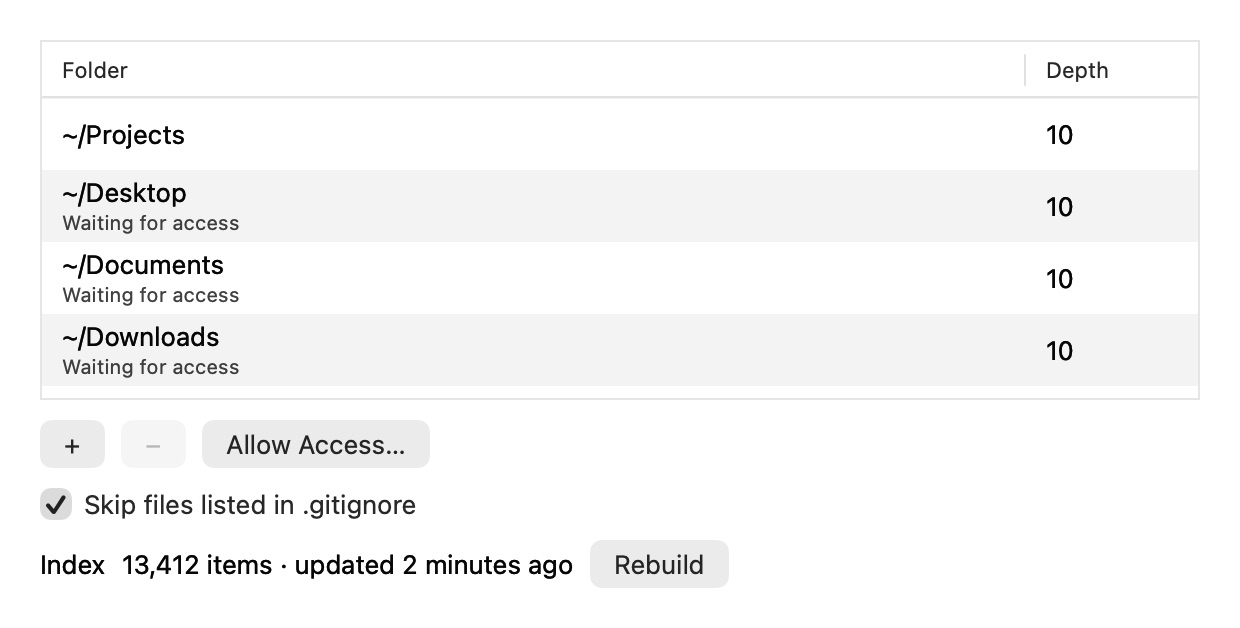 Folder Depth
~/Projects 10
~/Desktop
Waiting for access 10
~/Documents
Waiting for access 10
~/Downloads
Waiting for access 10
+ − Allow Access...
Skip files listed in .gitignore
Index 13,412 items · updated 2 minutes ago Rebuild